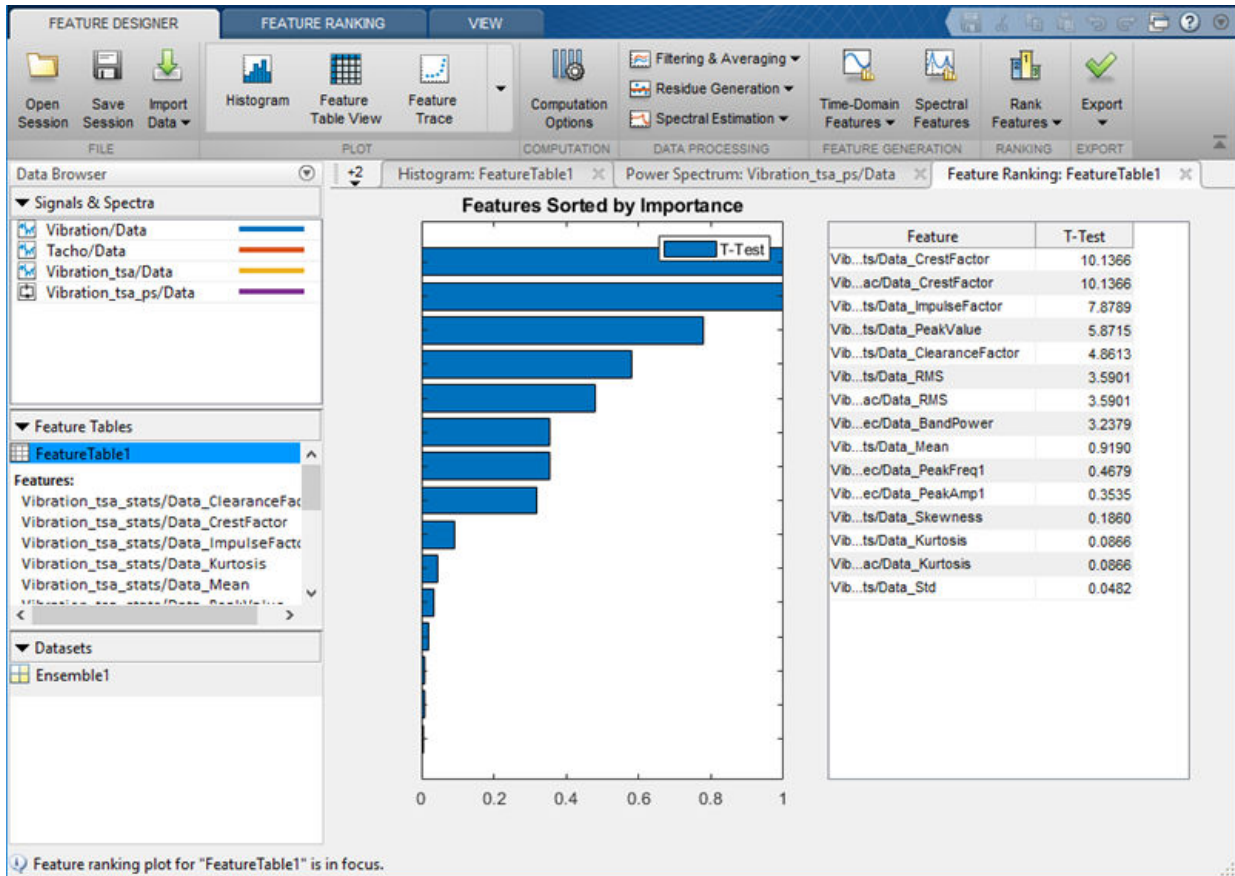 FEATURE DESIGNER FEATURE RANKING VIEW
Open Session
Save Session
Import Data
Histogram
Feature Table View
Feature Trace
Computation Options
Filtering & Averaging
Residue Generation
Spectral Estimation
Time-Domain Features
Spectral Features
Rank Features
Export
FILE PLOT COMPUTATION DATA PROCESSING FEATURE GENERATION RANKING EXPORT
Data Browser
Signals & Spectra
Vibration/Data
Tacho/Data
Vibration_tsa/Data
Vibration_tsa_ps/Data
Feature Tables
FeatureTable1
Features:
Vibration_tsa_stats/Data_ClearanceFac
Vibration_tsa_stats/Data_CrestFactor
Vibration_tsa_stats/Data_ImpulseFacto
Vibration_tsa_stats/Data_Kurtosis
Vibration_tsa_stats/Data_Mean
Datasets
Ensemble1
+2 Histogram: FeatureTable1 Power Spectrum: Vibration_tsa_ps/Data Feature Ranking: FeatureTable1
Features Sorted by Importance
T-Test
0 0.2 0.4 0.6 0.8 1
Feature T-Test
Vib...ts/Data_CrestFactor 10.1366
Vib...ac/Data_CrestFactor 10.1366
Vib...ts/Data_ImpulseFactor 7.8789
Vib...ts/Data_PeakValue 5.8715
Vib...ts/Data_ClearanceFactor 4.8613
Vib...ts/Data_RMS 3.5901
Vib...ac/Data_RMS 3.5901
Vib...ec/Data_BandPower 3.2379
Vib...ts/Data_Mean 0.9190
Vib...ec/Data_PeakFreq1 0.4679
Vib...ec/Data_PeakAmp1 0.3535
Vib...ts/Data_Skewness 0.1860
Vib...ts/Data_Kurtosis 0.0866
Vib...ac/Data_Kurtosis 0.0866
Vib...ts/Data_Std 0.0482
Feature ranking plot for "FeatureTable1" is in focus.